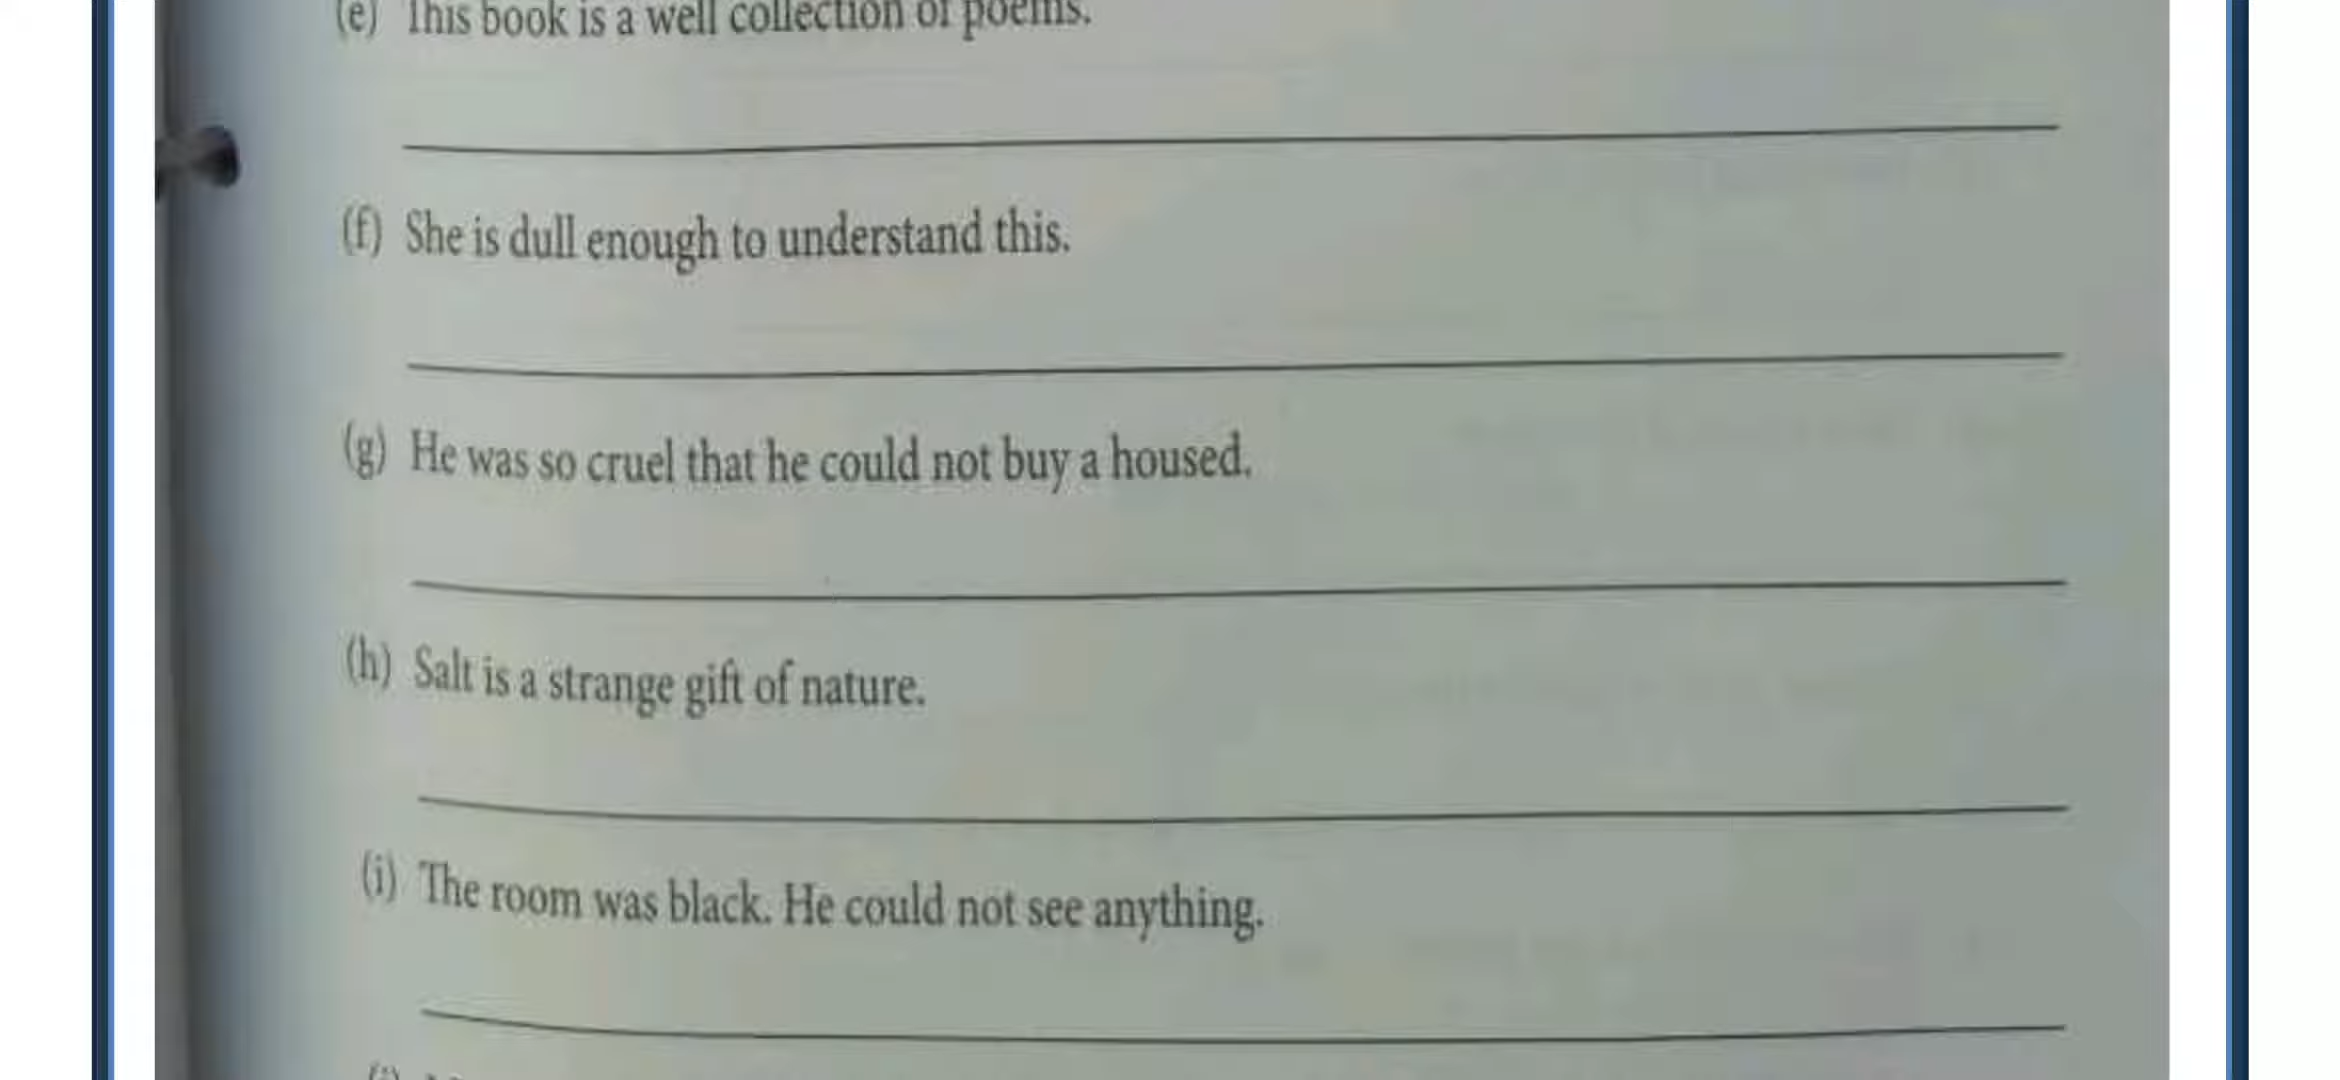 (e) This book is a well collection of poems.
(f) She is dull enough to understand this.
(g) He was so cruel that he could not buy a housed.
(h) Salt is a strange gift of nature.
(i) The room was black. He could not see anything.